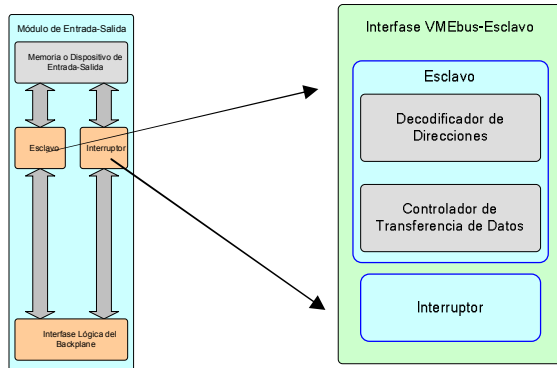 Módulo de Entrada-Salida
Memoria o Dispositivo de
Entrada-Salida
Esclavo
Interruptor
Interfase Lógica del
Backplane
Interfase VMEbus-Esclavo
Esclavo
Decodificador de
Direcciones
Controlador de
Transferencia de Datos
Interruptor